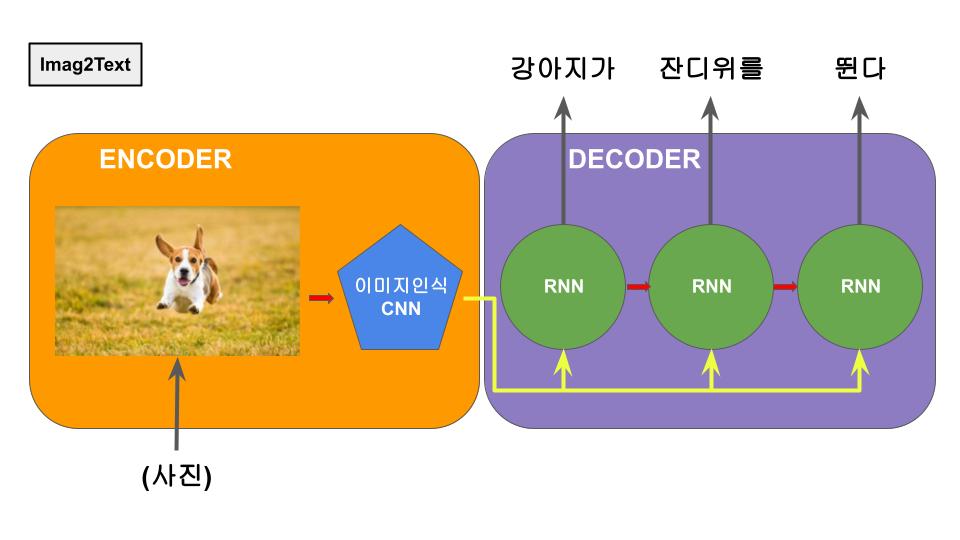 Imag2Text
강아지가 잔디위를 뛴다
ENCODER
DECODER
이미지인식
CNN
RNN RNN RNN
(사진)